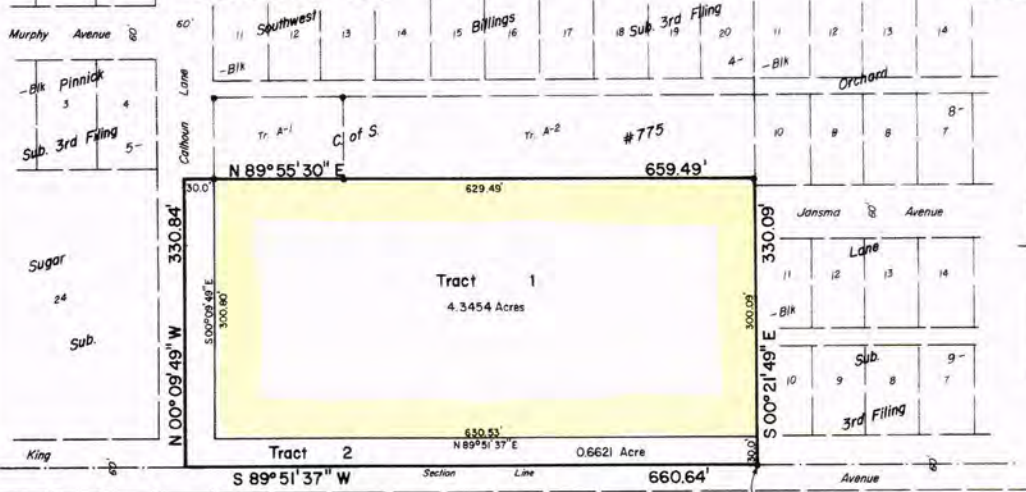 Murphy Avenue 60'
60'
Southwest Billings Sub. 3rd Filing
11 12 13 14 15 16 17 18 19 20
-Blk 4-
11 12 13 14
-Blk
-Blk Pinnick
3 4
Sub. 3rd Filing 5-
Calhoun Lane
Orchard
Tr. A-1 C. of S. Tr. A-2 #775
8-
10 9 8 7
N 89°55'30" E 659.49'
30.0' 629.49'
Jansma 60' Avenue
330.84'
330.09'
Lane
11 12 13 14
-Blk
Sugar
24
Sub.
Tract 1
4.3454 Acres
S 00°09'49" E
300.80'
300.09'
N 00°09'49" W
S 00°21'49" E
Sub. 9-
10 9 8 7
3rd Filing
630.53'
N 89°51'37" E
Tract 2 0.6621 Acre
30.0'
King 60'
S 89°51'37" W Section Line 660.64'
Avenue 60'